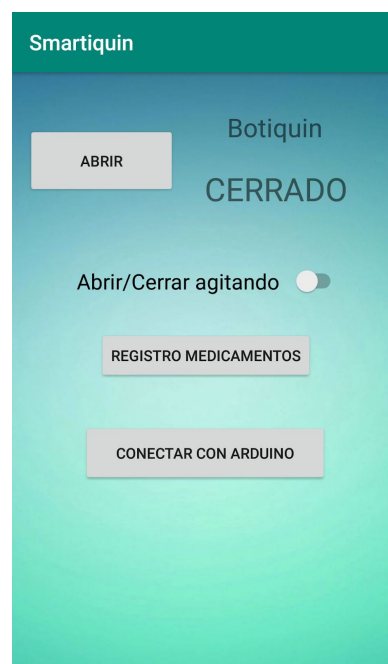 Smartiquin
ABRIR
Botiquin
CERRADO
Abrir/Cerrar agitando
REGISTRO MEDICAMENTOS
CONECTAR CON ARDUINO